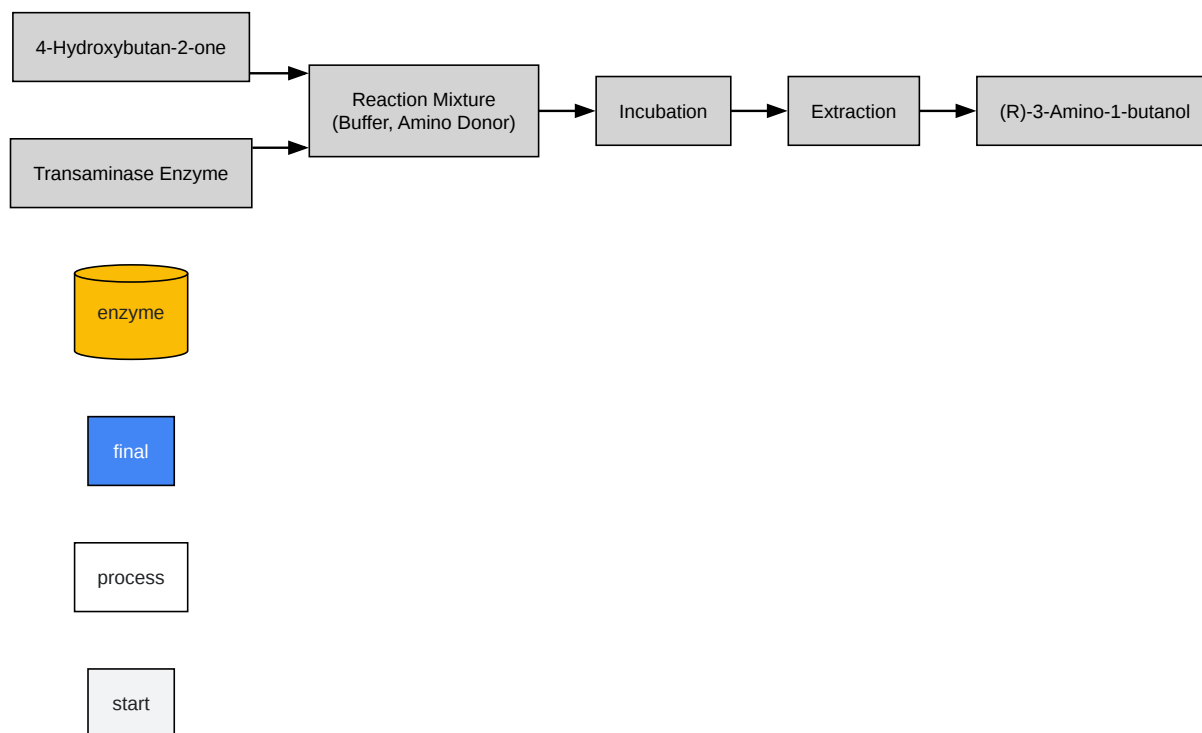 4-Hydroxybutan-2-one
Transaminase Enzyme
Reaction Mixture
(Buffer, Amino Donor)
Incubation
Extraction
(R)-3-Amino-1-butanol
enzyme
final
process
start